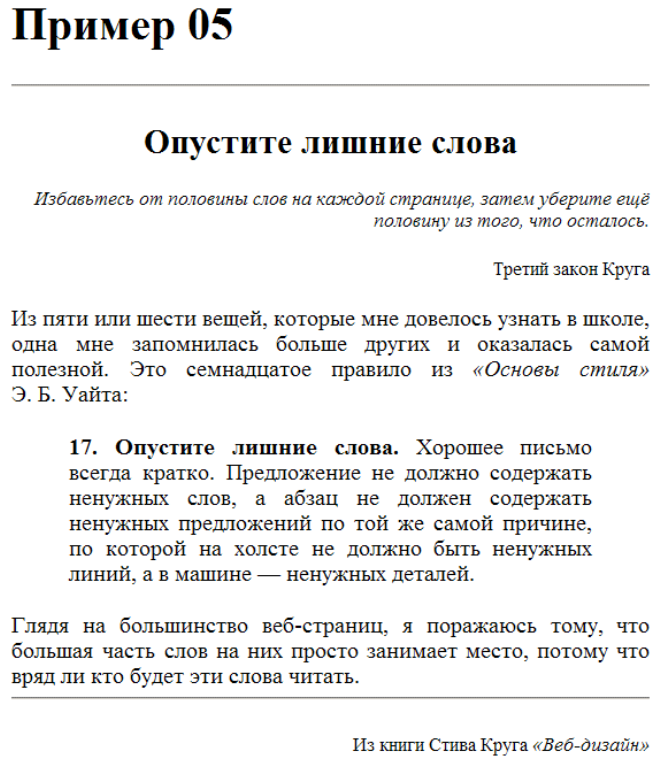 Пример 05
Опустите лишние слова
Избавьтесь от половины слов на каждой странице, затем уберите ещё
половину из того, что осталось.
Третий закон Круга
Из пяти или шести вещей, которые мне довелось узнать в школе,
одна мне запомнилась больше других и оказалась самой
полезной. Это семнадцатое правило из «Основы стиля»
Э. Б. Уайта:
17. Опустите лишние слова. Хорошее письмо
всегда кратко. Предложение не должно содержать
ненужных слов, а абзац не должен содержать
ненужных предложений по той же самой причине,
по которой на холсте не должно быть ненужных
линий, а в машине — ненужных деталей.
Глядя на большинство веб-страниц, я поражаюсь тому, что
большая часть слов на них просто занимает место, потому что
вряд ли кто будет эти слова читать.
Из книги Стива Круга «Веб-дизайн»